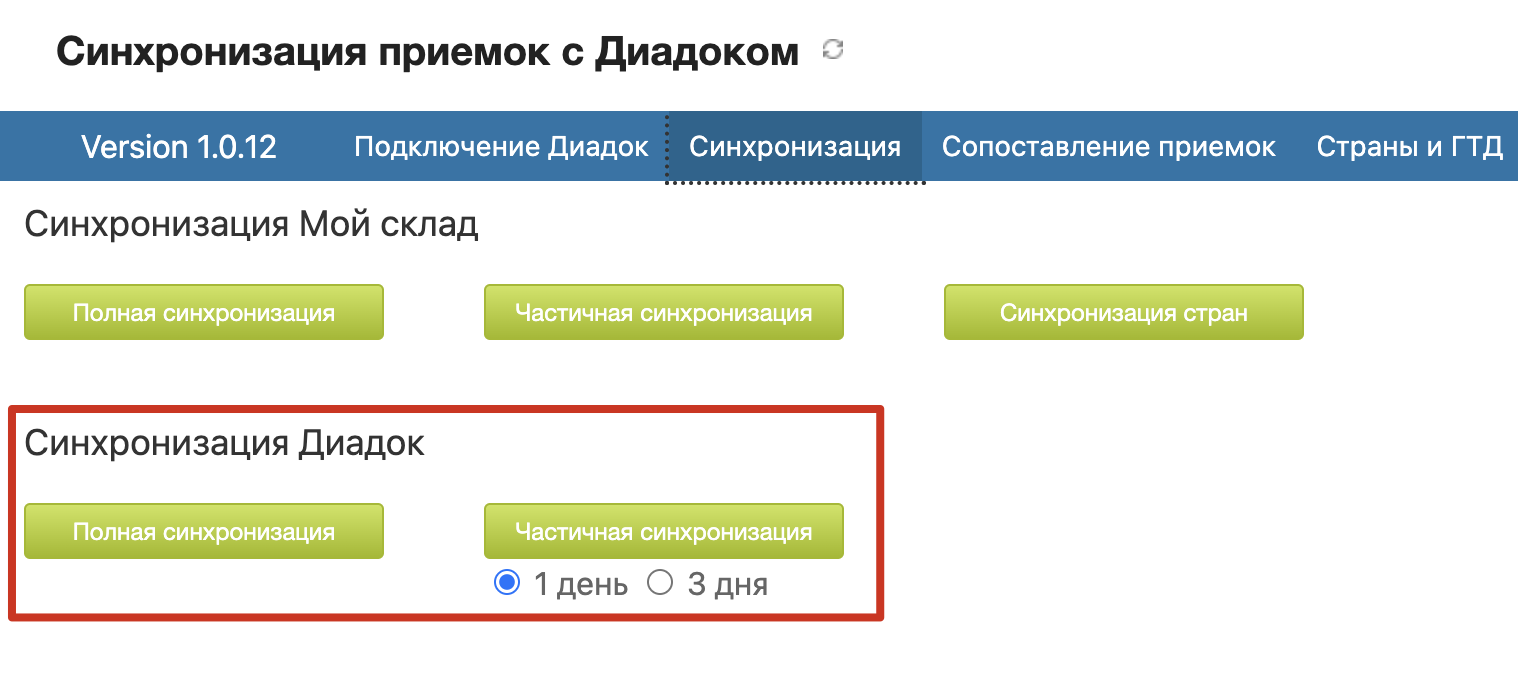 Синхронизация приемок с Диадоком
Version 1.0.12 Подключение Диадок Синхронизация Сопоставление приемок Страны и ГТД
Синхронизация Мой склад
Полная синхронизация Частичная синхронизация Синхронизация стран
Синхронизация Диадок
Полная синхронизация Частичная синхронизация
1 день 3 дня